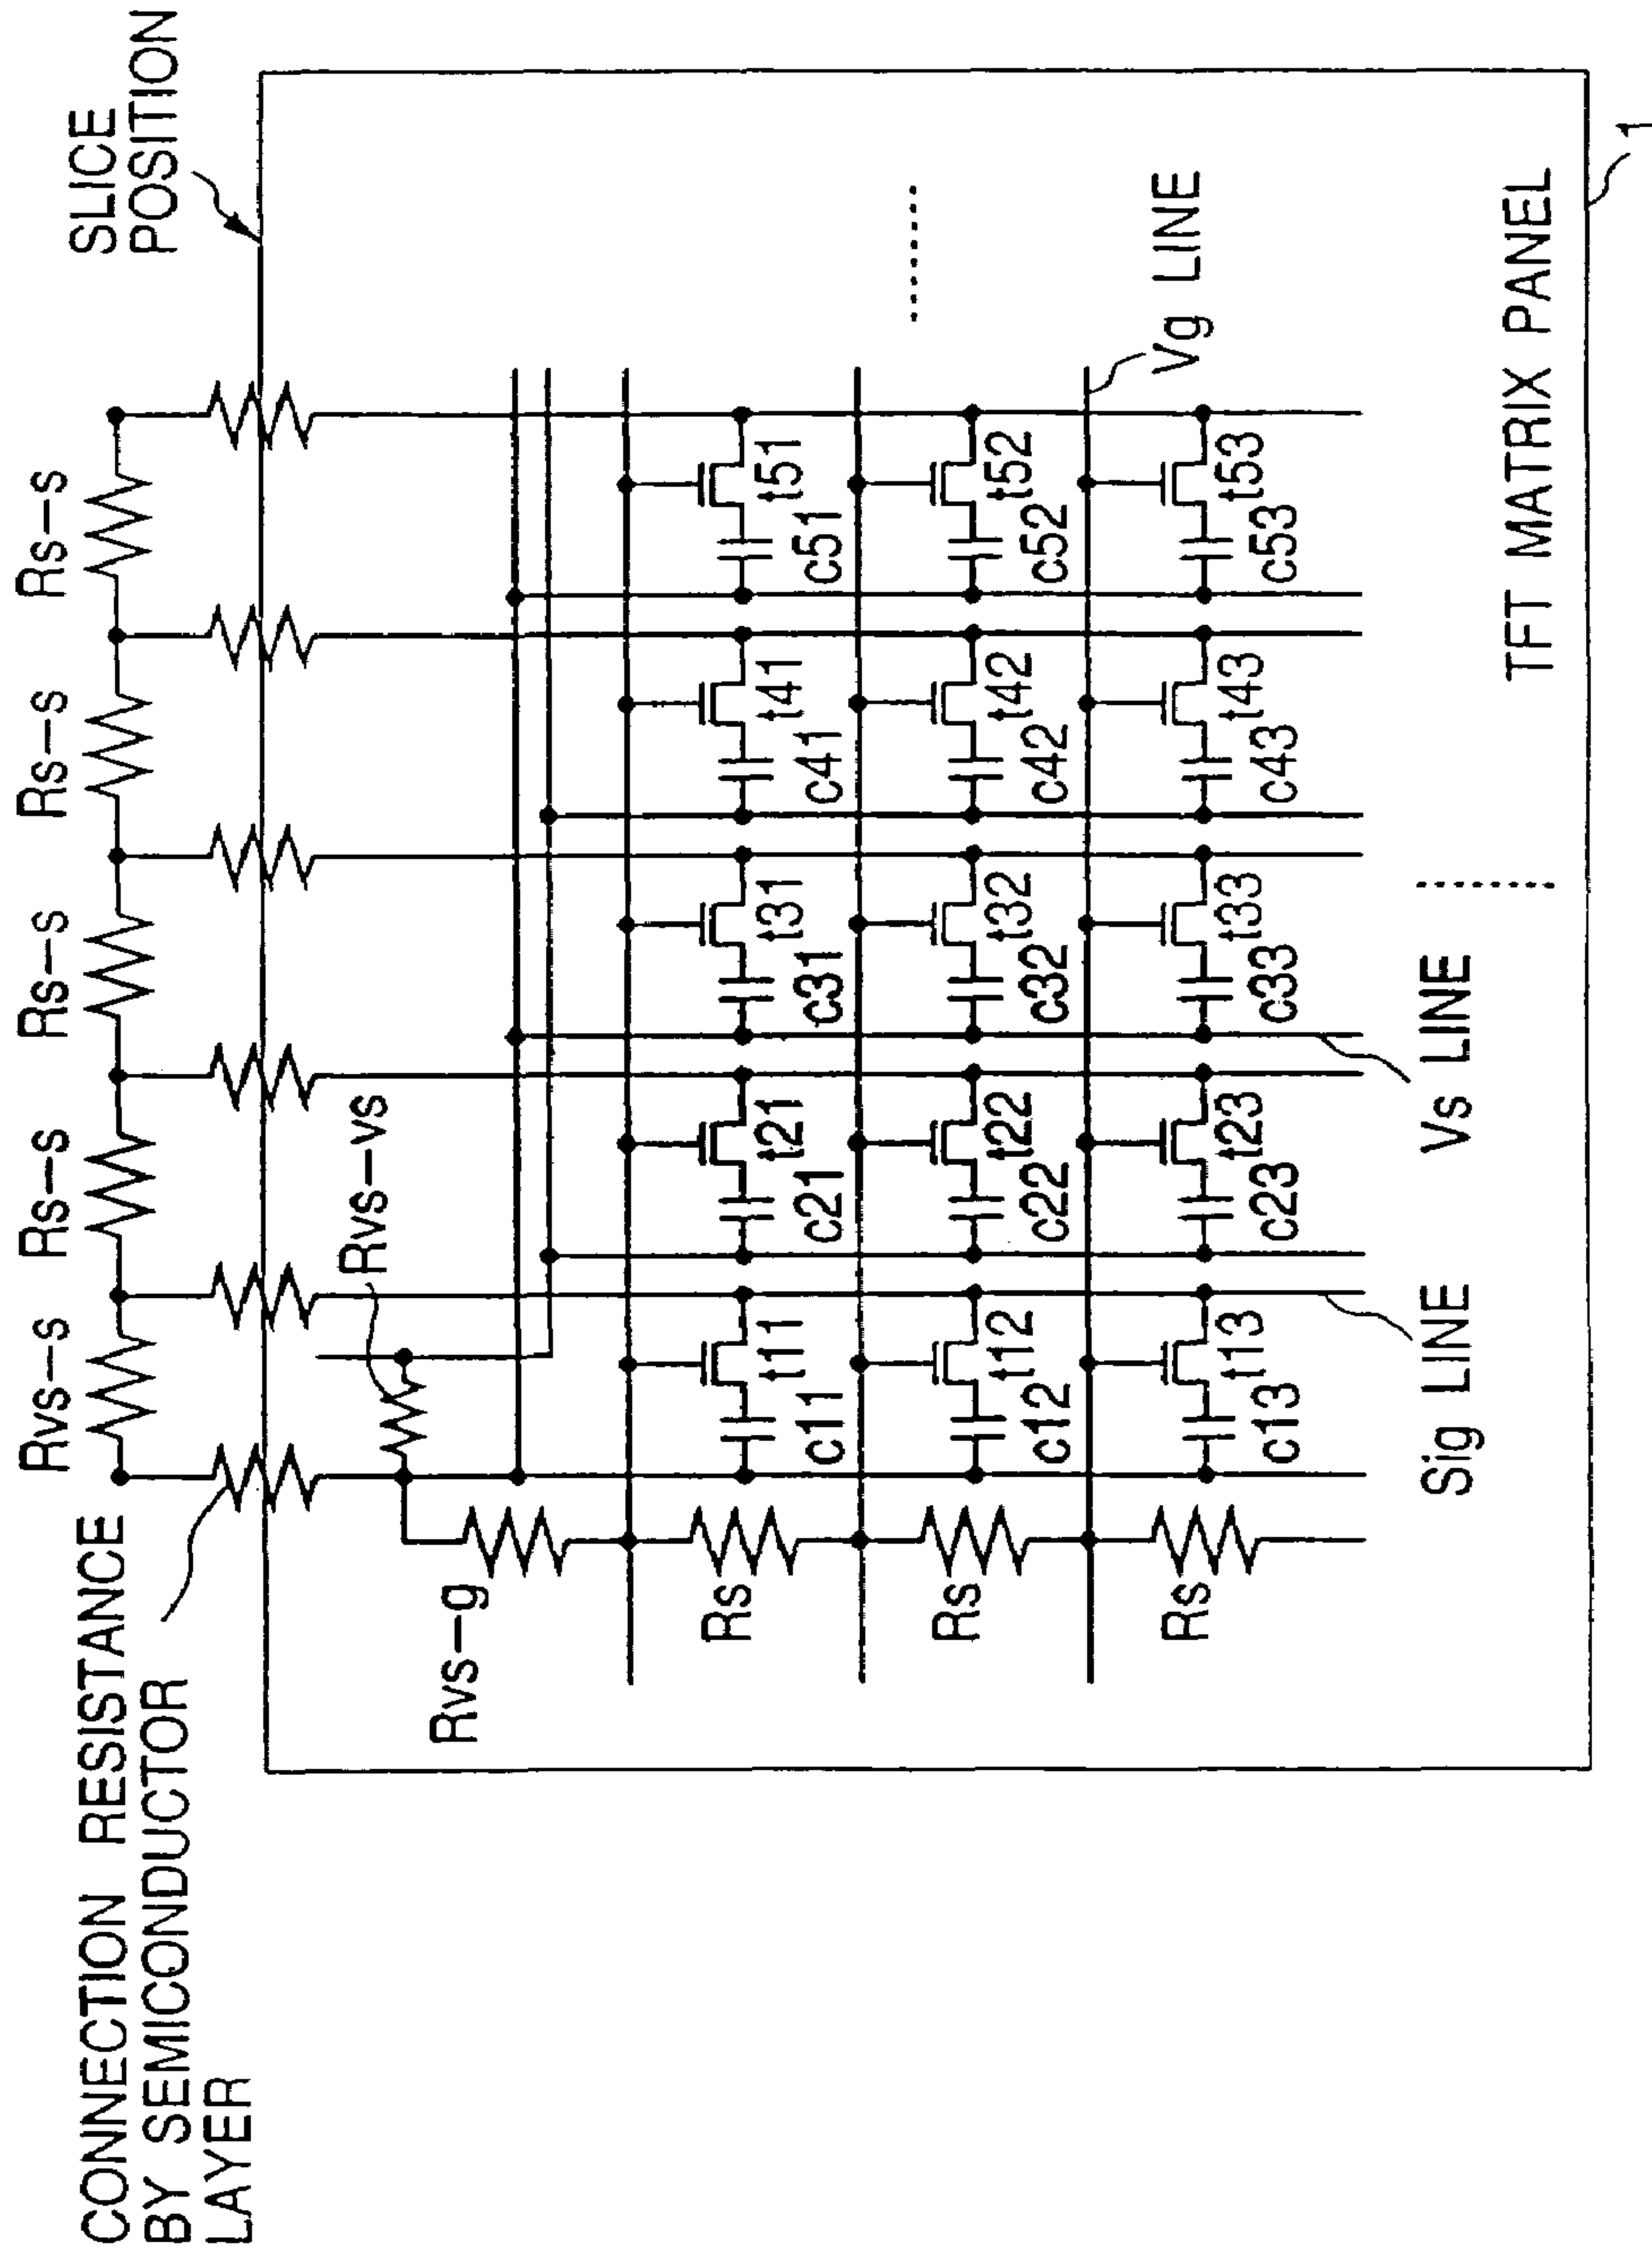 SLICE
POSITION
Rvs-s
Rs-s
Rs-s
Rs-s
Rs-s
CONNECTION RESISTANCE
BY SEMICONDUCTOR
LAYER
Rvs-vs
Rvs-g
t11
t21
t31
t41
t51
c11
c21
c31
c41
c51
Rs
t12
t22
t32
t42
t52
c12
c22
c32
c42
c52
Rs
t13
t23
t33
t43
t53
c13
c23
c33
c43
c53
Rs
Vg LINE
Sig LINE
Vs LINE
TFT MATRIX PANEL
1